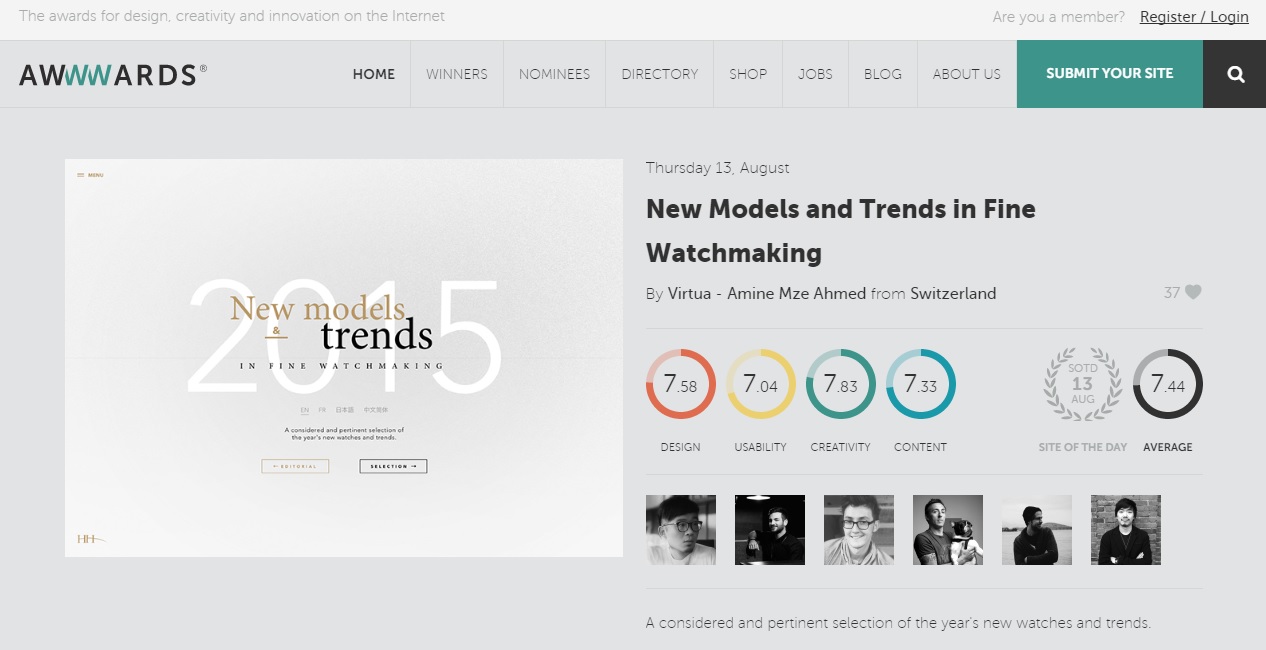 The awards for design, creativity and innovation on the Internet
Are you a member? Register / Login
AWWWARDS®
HOME WINNERS NOMINEES DIRECTORY SHOP JOBS BLOG ABOUT US SUBMIT YOUR SITE
MENU
2015
New models
&
trends
IN FINE WATCHMAKING
EN FR 日本語 中文简体
A considered and pertinent selection of
the year's new watches and trends.
← EDITORIAL SELECTION →
HH
Thursday 13, August
New Models and Trends in Fine
Watchmaking
By Virtua - Amine Mze Ahmed from Switzerland
37
7.58 7.04 7.83 7.33
SOTD
13
AUG
7.44
DESIGN USABILITY CREATIVITY CONTENT SITE OF THE DAY AVERAGE
A considered and pertinent selection of the year's new watches and trends.